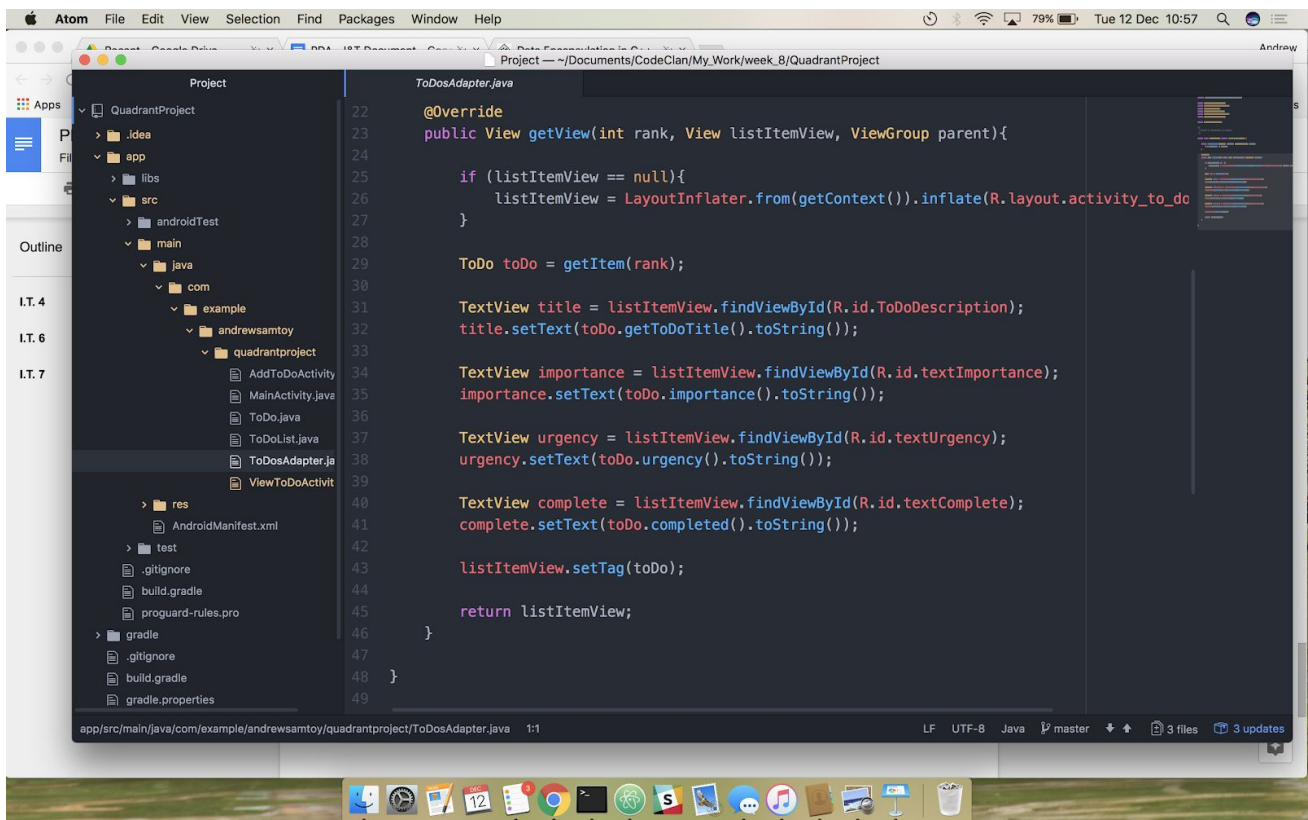 Atom File Edit View Selection Find Packages Window Help 79% Tue 12 Dec 10:57
Andrew
Project — ~/Documents/CodeClan/My_Work/week_8/QuadrantProject
Apps
Outline
I.T. 4
I.T. 6
I.T. 7
Project
QuadrantProject
.idea
app
libs
src
androidTest
main
java
com
example
andrewsamtoy
quadrantproject
AddToDoActivity
MainActivity.java
ToDo.java
ToDoList.java
ToDosAdapter.ja
ViewToDoActivit
res
AndroidManifest.xml
test
.gitignore
build.gradle
proguard-rules.pro
gradle
.gitignore
build.gradle
gradle.properties
ToDosAdapter.java
22 @Override
23 public View getView(int rank, View listItemView, ViewGroup parent){
24
25 if (listItemView == null){
26 listItemView = LayoutInflater.from(getContext()).inflate(R.layout.activity_to_do
27 }
28
29 ToDo toDo = getItem(rank);
30
31 TextView title = listItemView.findViewById(R.id.ToDoDescription);
32 title.setText(toDo.getToDoTitle().toString());
33
34 TextView importance = listItemView.findViewById(R.id.textImportance);
35 importance.setText(toDo.importance().toString());
36
37 TextView urgency = listItemView.findViewById(R.id.textUrgency);
38 urgency.setText(toDo.urgency().toString());
39
40 TextView complete = listItemView.findViewById(R.id.textComplete);
41 complete.setText(toDo.completed().toString());
42
43 listItemView.setTag(toDo);
44
45 return listItemView;
46 }
47
48 }
49
app/src/main/java/com/example/andrewsamtoy/quadrantproject/ToDosAdapter.java 1:1 LF UTF-8 Java master 3 files 3 updates
DEC
12
3